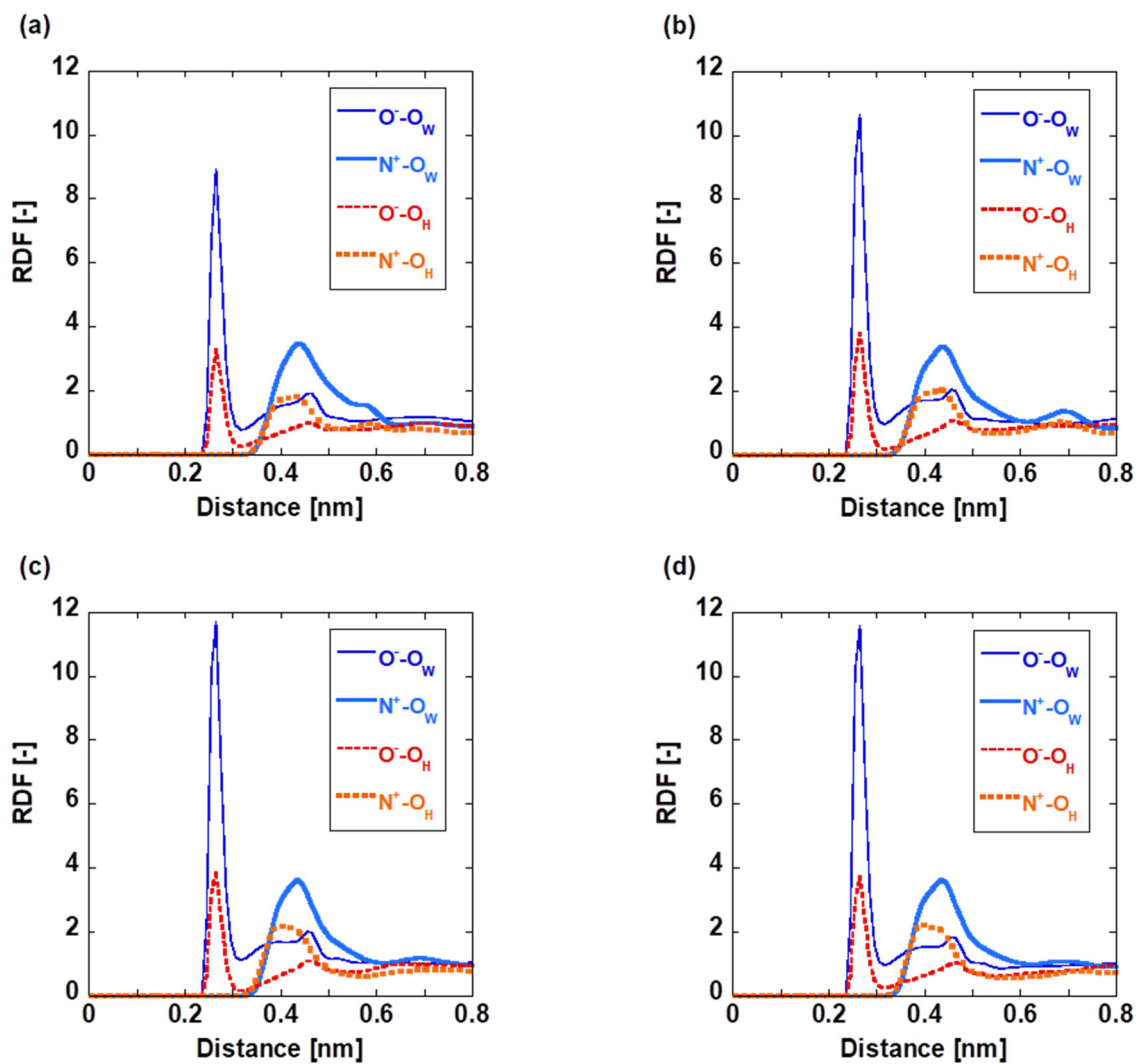 (a)
12
10
8
6
4
2
0
RDF [-]
O⁻-O_W
N⁺-O_W
O⁻-O_H
N⁺-O_H
0 0.2 0.4 0.6 0.8
Distance [nm]
(b)
12
10
8
6
4
2
0
RDF [-]
O⁻-O_W
N⁺-O_W
O⁻-O_H
N⁺-O_H
0 0.2 0.4 0.6 0.8
Distance [nm]
(c)
12
10
8
6
4
2
0
RDF [-]
O⁻-O_W
N⁺-O_W
O⁻-O_H
N⁺-O_H
0 0.2 0.4 0.6 0.8
Distance [nm]
(d)
12
10
8
6
4
2
0
RDF [-]
O⁻-O_W
N⁺-O_W
O⁻-O_H
N⁺-O_H
0 0.2 0.4 0.6 0.8
Distance [nm]